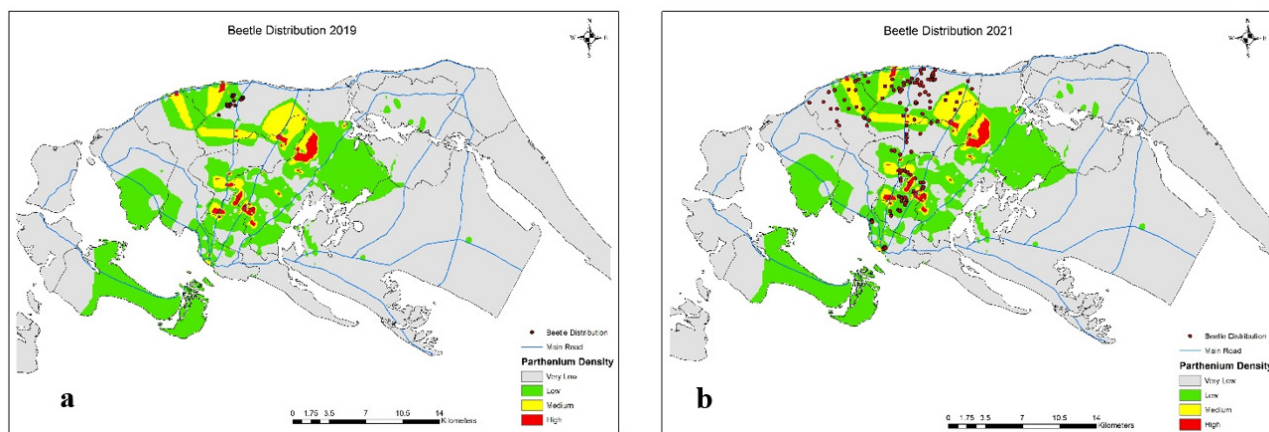 Beetle Distribution 2019
N
W E
S
Beetle Distribution
Main Road
Parthenium Density
Very Low
Low
Medium
High
0 1.75 3.5 7 10.5 14
Kilometers
a
Beetle Distribution 2021
N
W E
S
Beetle Distribution
Main Road
Parthenium Density
Very Low
Low
Medium
High
0 1.75 3.5 7 10.5 14
Kilometers
b